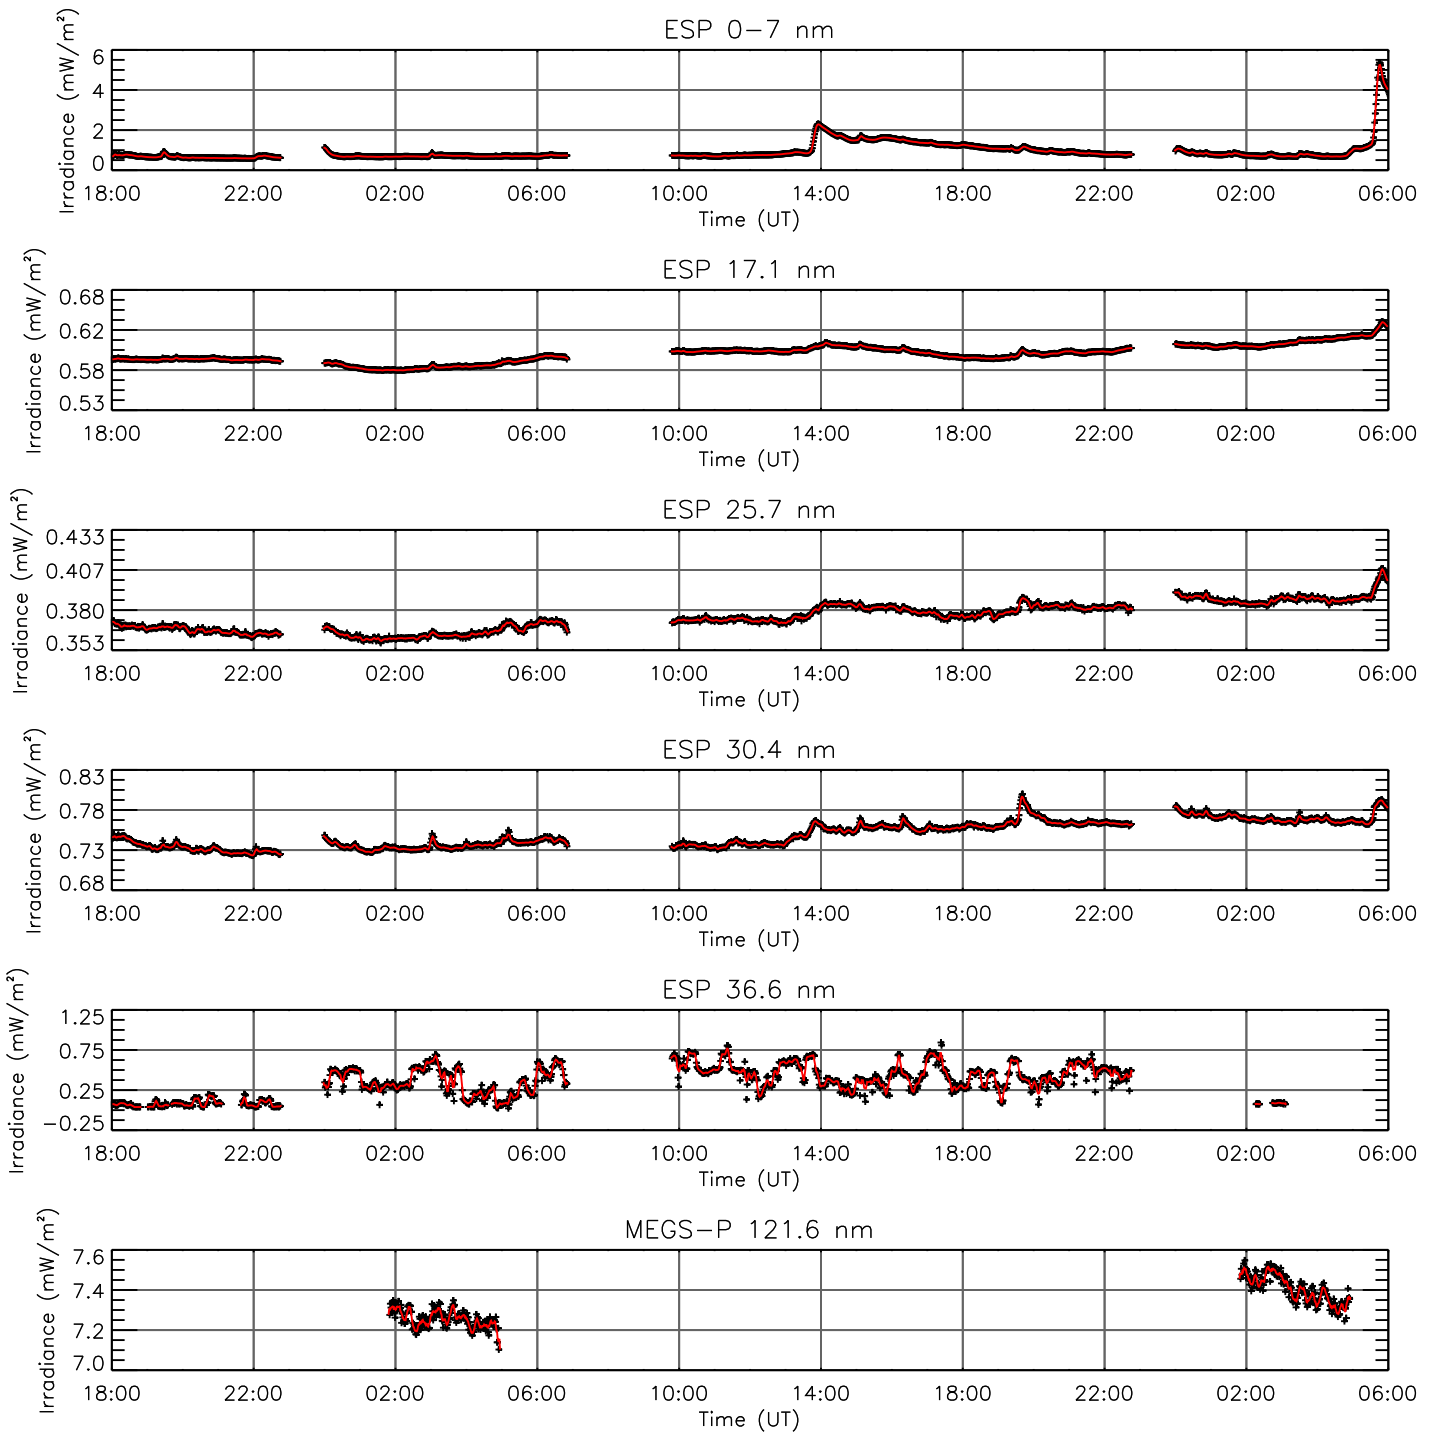 ESP 0−7 nm
Irradiance (mW/m²)
6
4
2
0
18:00 22:00 02:00 06:00 10:00 14:00 18:00 22:00 02:00 06:00
Time (UT)
ESP 17.1 nm
Irradiance (mW/m²)
0.68
0.62
0.58
0.53
18:00 22:00 02:00 06:00 10:00 14:00 18:00 22:00 02:00 06:00
Time (UT)
ESP 25.7 nm
Irradiance (mW/m²)
0.433
0.407
0.380
0.353
18:00 22:00 02:00 06:00 10:00 14:00 18:00 22:00 02:00 06:00
Time (UT)
ESP 30.4 nm
Irradiance (mW/m²)
0.83
0.78
0.73
0.68
18:00 22:00 02:00 06:00 10:00 14:00 18:00 22:00 02:00 06:00
Time (UT)
ESP 36.6 nm
Irradiance (mW/m²)
1.25
0.75
0.25
−0.25
18:00 22:00 02:00 06:00 10:00 14:00 18:00 22:00 02:00 06:00
Time (UT)
MEGS−P 121.6 nm
Irradiance (mW/m²)
7.6
7.4
7.2
7.0
18:00 22:00 02:00 06:00 10:00 14:00 18:00 22:00 02:00 06:00
Time (UT)